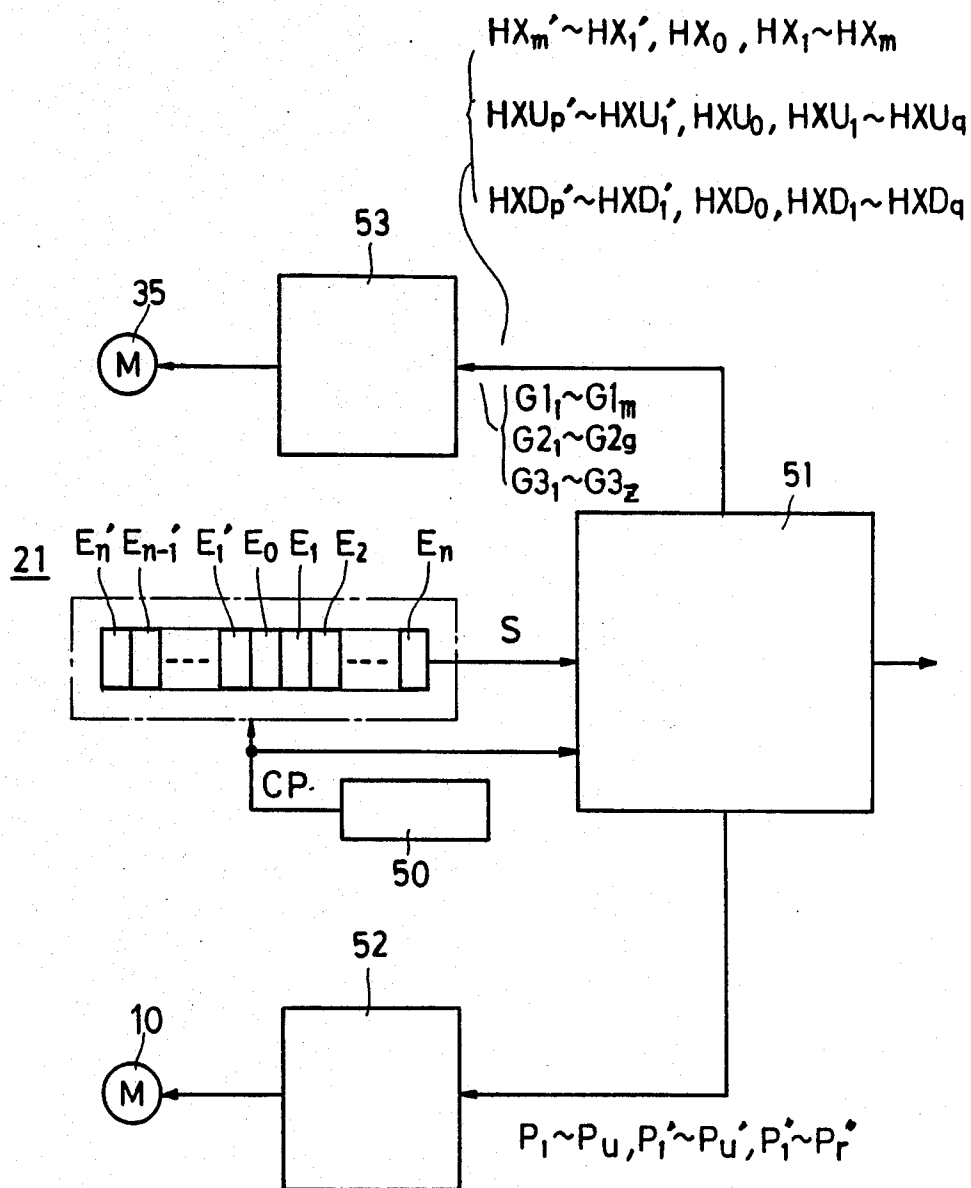 HXm'~HX1', HX0, HX1~HXm
HXUp'~HXU1', HXU0, HXU1~HXUq
HXDp'~HXD1', HXD0, HXD1~HXDq
53
35
M
G11~G1m
G21~G2g
G31~G3z
51
21
En' En-1' E1' E0 E1 E2 En
S
CP
50
52
10
M
P1~Pu, P1'~Pu', P1"~Pr"